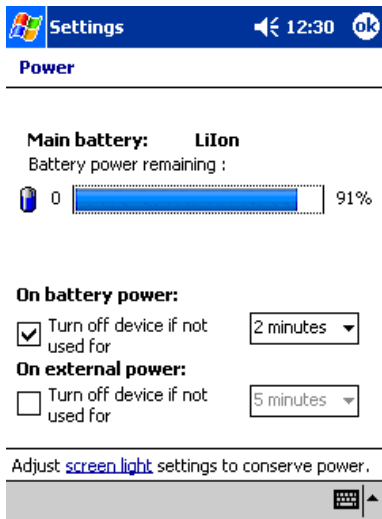 Settings 12:30 ok
Power
Main battery: LiIon
Battery power remaining :
0 91%
On battery power:
Turn off device if not
used for
2 minutes
On external power:
Turn off device if not
used for
5 minutes
Adjust screen light settings to conserve power.